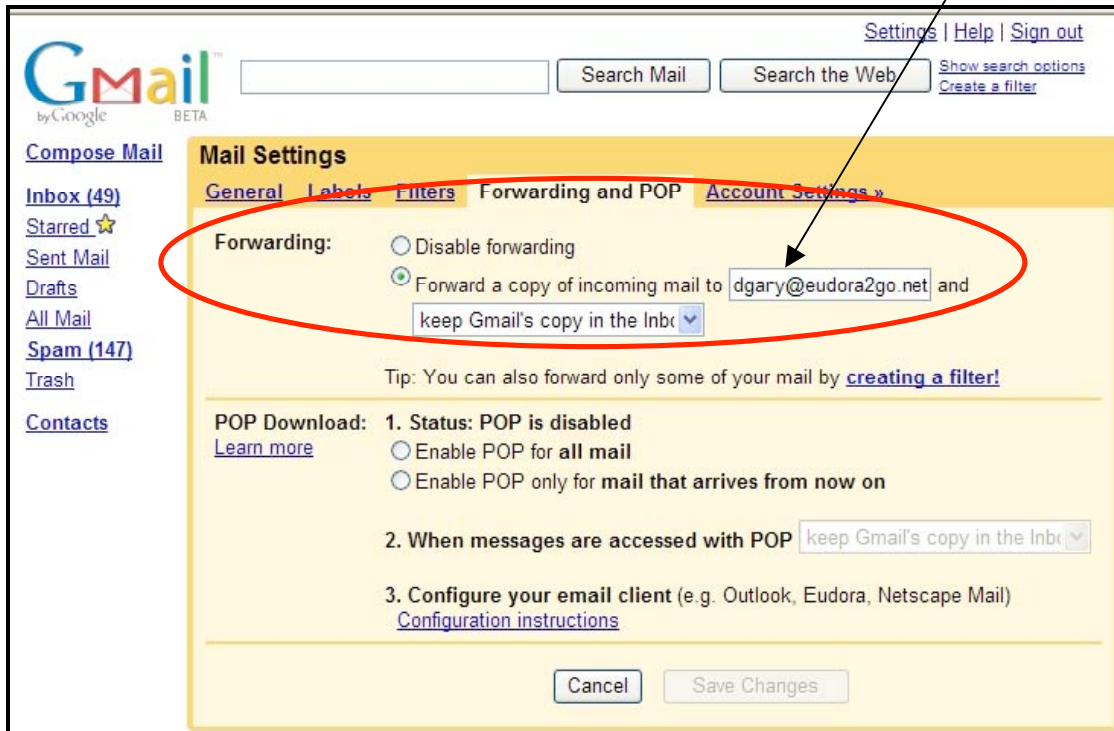 Settings | Help | Sign out
GMail™
by Google BETA
Search Mail
Search the Web
Show search options
Create a filter
Compose Mail
Inbox (49)
Starred
Sent Mail
Drafts
All Mail
Spam (147)
Trash
Contacts
Mail Settings
General Labels Filters Forwarding and POP Account Settings »
Forwarding: Disable forwarding
Forward a copy of incoming mail to dgary@eudora2go.net and
keep Gmail's copy in the Inbo
Tip: You can also forward only some of your mail by creating a filter!
POP Download: 1. Status: POP is disabled
Learn more Enable POP for all mail
Enable POP only for mail that arrives from now on
2. When messages are accessed with POP keep Gmail's copy in the Inbo
3. Configure your email client (e.g. Outlook, Eudora, Netscape Mail)
Configuration instructions
Cancel Save Changes